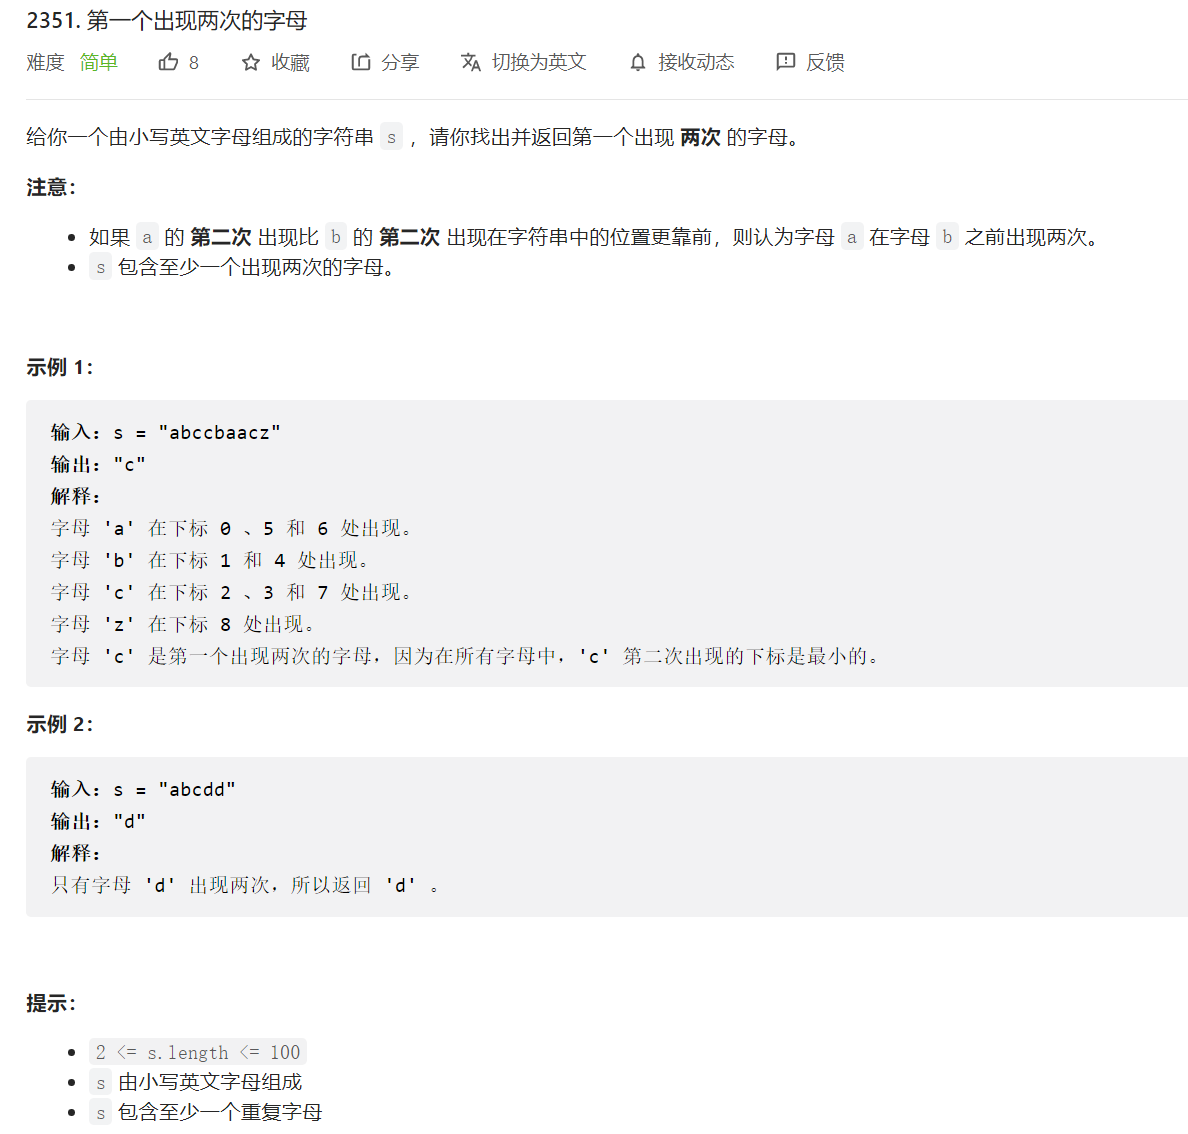 2351. 第一个出现两次的字母
难度 简单 8 收藏 分享 切换为英文 接收动态 反馈
给你一个由小写英文字母组成的字符串 s ，请你找出并返回第一个出现 两次 的字母。
注意：
如果 a 的 第二次 出现比 b 的 第二次 出现在字符串中的位置更靠前，则认为字母 a 在字母 b 之前出现两次。
s 包含至少一个出现两次的字母。
示例 1：
输入：s = "abccbaacz"
输出："c"
解释：
字母 'a' 在下标 0 、5 和 6 处出现。
字母 'b' 在下标 1 和 4 处出现。
字母 'c' 在下标 2 、3 和 7 处出现。
字母 'z' 在下标 8 处出现。
字母 'c' 是第一个出现两次的字母，因为在所有字母中，'c' 第二次出现的下标是最小的。
示例 2：
输入：s = "abcdd"
输出："d"
解释：
只有字母 'd' 出现两次，所以返回 'd' 。
提示：
2 <= s.length <= 100
s 由小写英文字母组成
s 包含至少一个重复字母